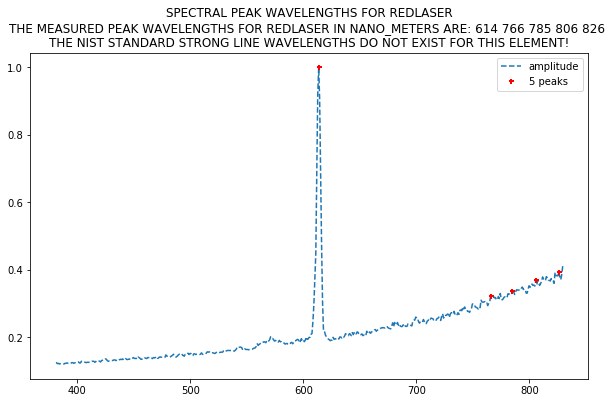 SPECTRAL PEAK WAVELENGTHS FOR REDLASER
THE MEASURED PEAK WAVELENGTHS FOR REDLASER IN NANO_METERS ARE: 614 766 785 806 826
THE NIST STANDARD STRONG LINE WAVELENGTHS DO NOT EXIST FOR THIS ELEMENT!
amplitude
5 peaks
1.0
0.8
0.6
0.4
0.2
400 500 600 700 800